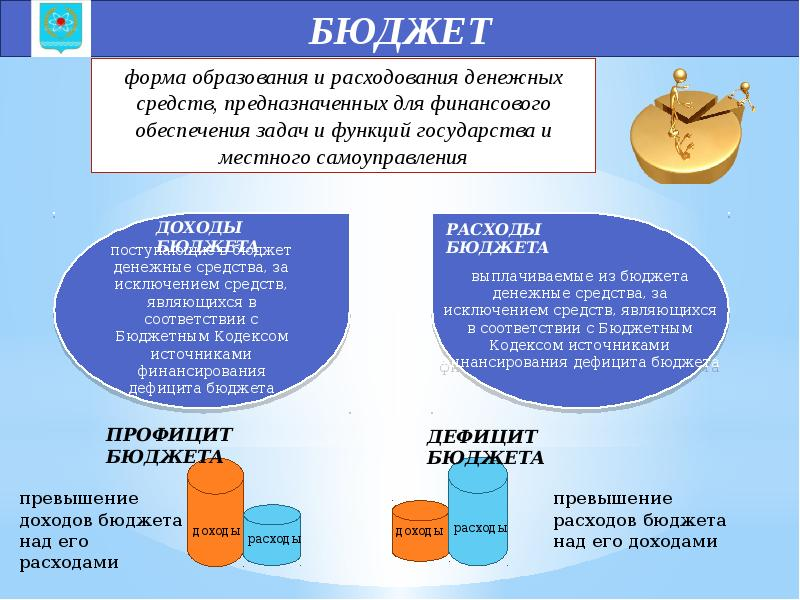 БЮДЖЕТ
форма образования и расходования денежных
средств, предназначенных для финансового
обеспечения задач и функций государства и
местного самоуправления
ДОХОДЫ
БЮДЖЕТА
поступающие в бюджет
денежные средства, за
исключением средств,
являющихся в
соответствии с
Бюджетным Кодексом
источниками
финансирования
дефицита бюджета
РАСХОДЫ
БЮДЖЕТА
выплачиваемые из бюджета
денежные средства, за
исключением средств, являющихся
в соответствии с Бюджетным
Кодексом источниками
финансирования дефицита бюджета
ПРОФИЦИТ
БЮДЖЕТА
превышение
доходов бюджета
над его
расходами
доходы
расходы
ДЕФИЦИТ
БЮДЖЕТА
доходы
расходы
превышение
расходов бюджета
над его доходами